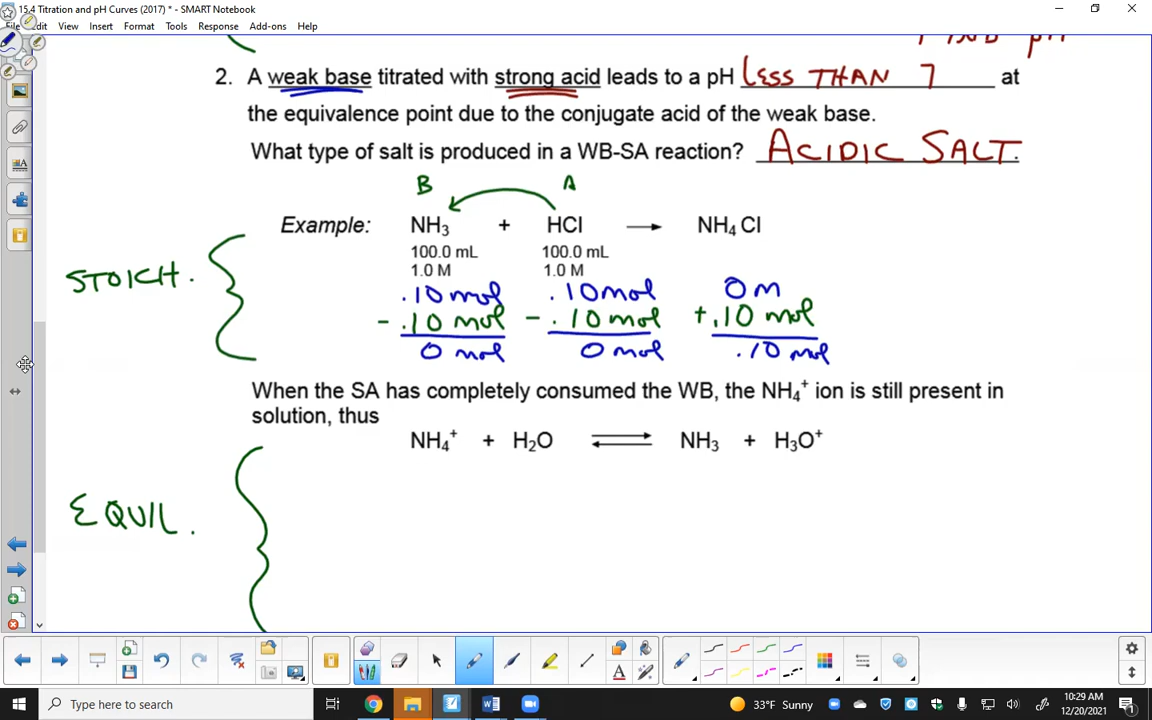 15.4 Titration and pH Curves (2017) * - SMART Notebook
File Edit View Insert Format Tools Response Add-ons Help
2. A weak base titrated with strong acid leads to a pH LESS THAN 7 at
the equivalence point due to the conjugate acid of the weak base.
What type of salt is produced in a WB-SA reaction? ACIDIC SALT.
B A
Example: NH₃ + HCl → NH₄ Cl
100.0 mL 100.0 mL
1.0 M 1.0 M
STOICH.
.10 mol .10 mol 0 m
- .10 mol - .10 mol + .10 mol
0 mol 0 mol .10 mol
When the SA has completely consumed the WB, the NH₄⁺ ion is still present in
solution, thus
NH₄⁺ + H₂O ⇌ NH₃ + H₃O⁺
EQUIL.
Type here to search
33°F Sunny
10:29 AM
12/20/2021